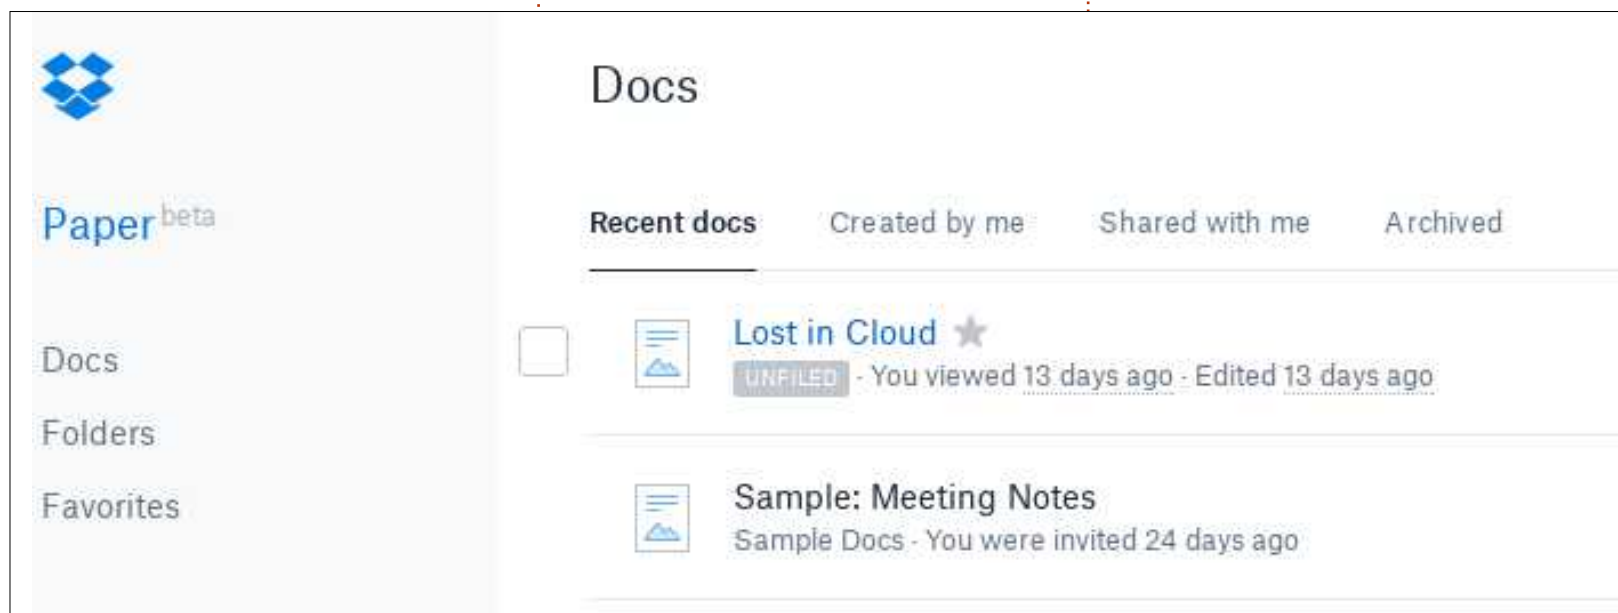 Docs
Paper beta
Recent docs Created by me Shared with me Archived
Docs
Folders
Favorites
Lost in Cloud
UNFILED · You viewed 13 days ago · Edited 13 days ago
Sample: Meeting Notes
Sample Docs · You were invited 24 days ago